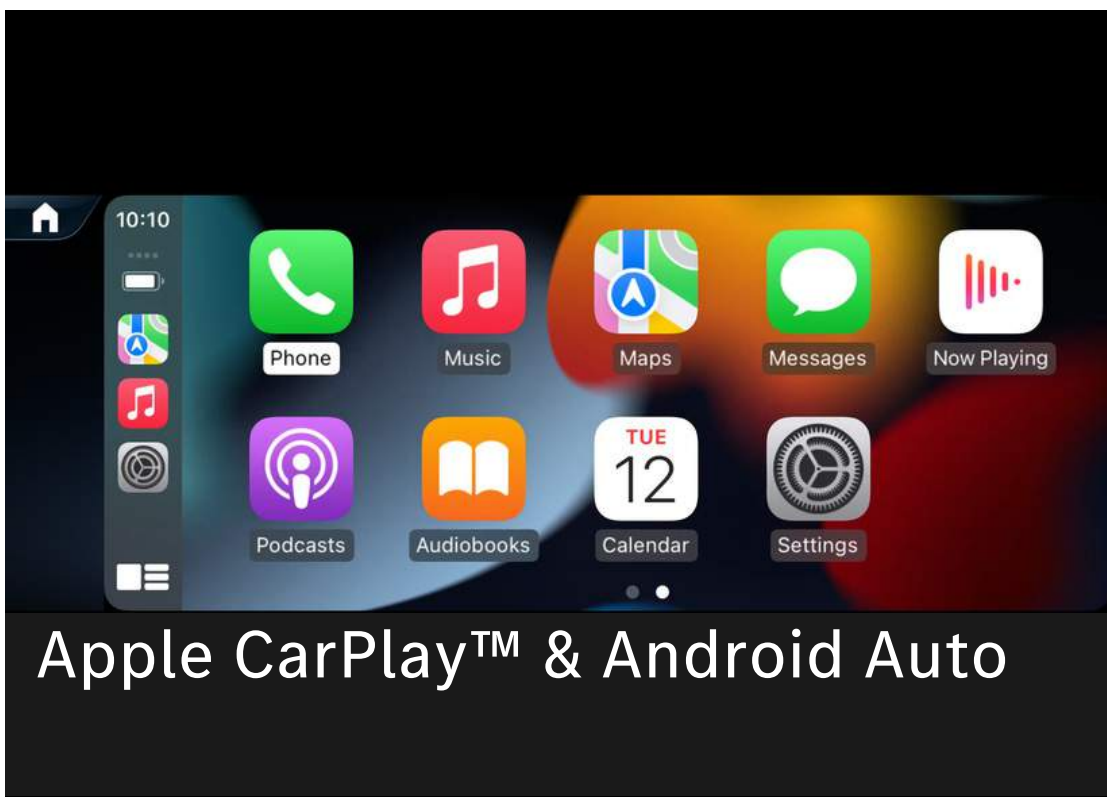 10:10
Phone
Music
Maps
Messages
Now Playing
TUE
12
Podcasts
Audiobooks
Calendar
Settings
Apple CarPlay™ & Android Auto